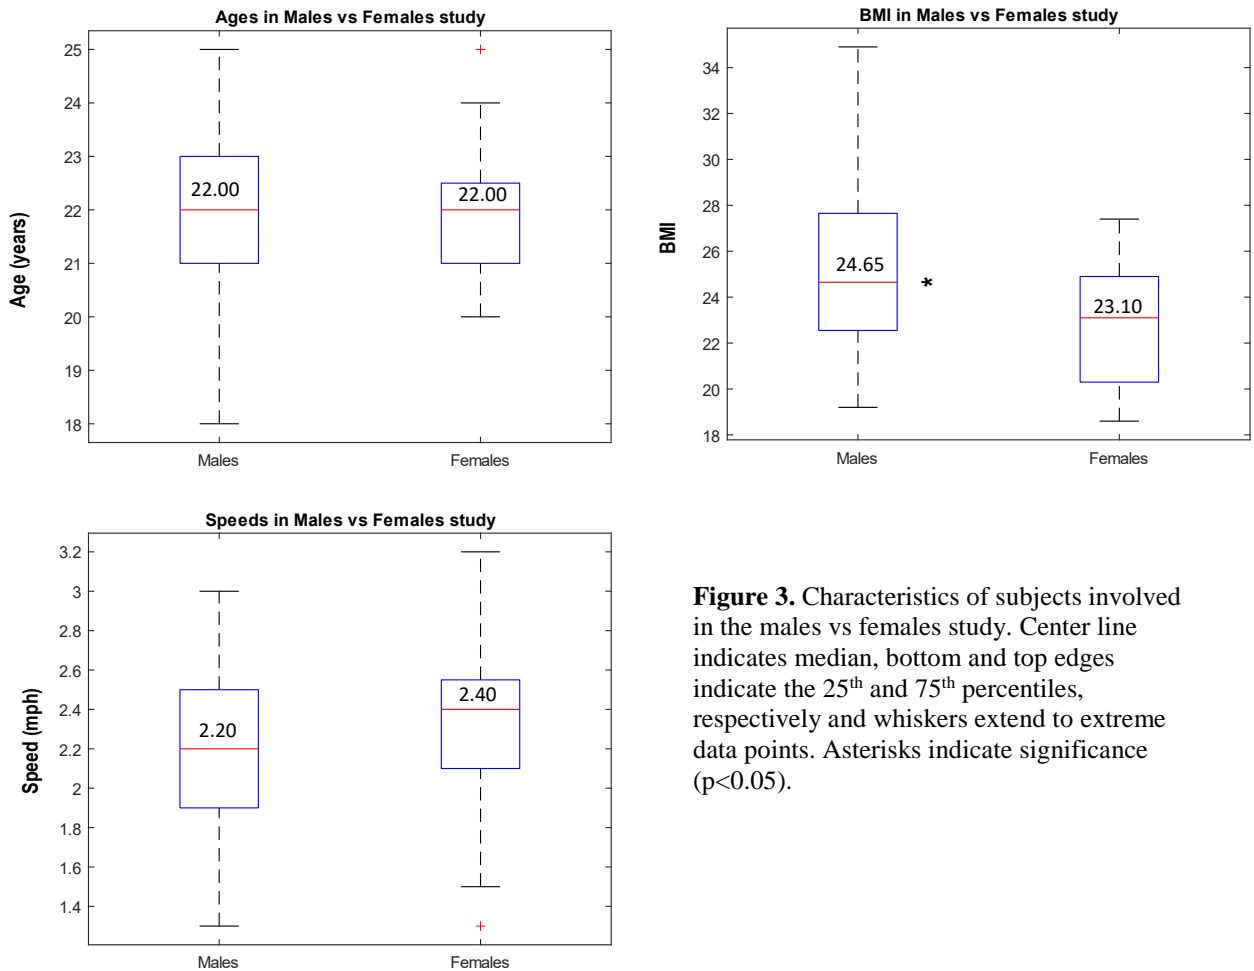 Ages in Males vs Females study
Age (years)
25
24
23
22
21
20
19
18
22.00
22.00
Males Females
BMI in Males vs Females study
BMI
34
32
30
28
26
24
22
20
18
24.65
*
23.10
Males Females
Speeds in Males vs Females study
Speed (mph)
3.2
3
2.8
2.6
2.4
2.2
2
1.8
1.6
1.4
2.20
2.40
Males Females
Figure 3. Characteristics of subjects involved
in the males vs females study. Center line
indicates median, bottom and top edges
indicate the 25th and 75th percentiles,
respectively and whiskers extend to extreme
data points. Asterisks indicate significance
(p<0.05).